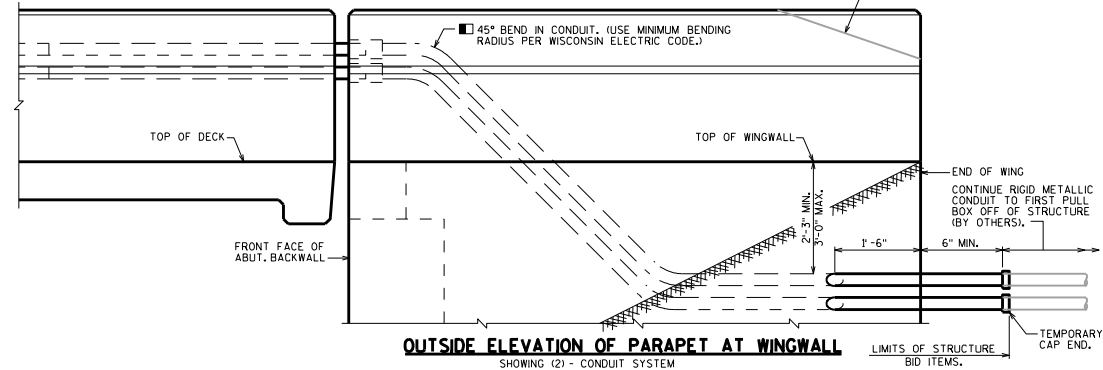 45° BEND IN CONDUIT. (USE MINIMUM BENDING
RADIUS PER WISCONSIN ELECTRIC CODE.)
TOP OF DECK
TOP OF WINGWALL
END OF WING
CONTINUE RIGID METALLIC
CONDUIT TO FIRST PULL
BOX OFF OF STRUCTURE
(BY OTHERS).
2'-3" MIN.
3'-0" MAX.
FRONT FACE OF
ABUT. BACKWALL
1'-6"
6" MIN.
TEMPORARY
CAP END.
LIMITS OF STRUCTURE
BID ITEMS.
OUTSIDE ELEVATION OF PARAPET AT WINGWALL
SHOWING (2) - CONDUIT SYSTEM